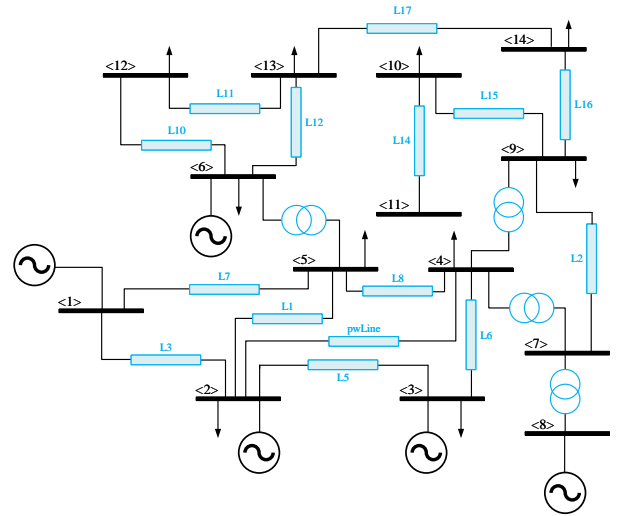 L17
<14>
<12>
<13>
<10>
L11
L15
L16
L12
L10
L14
<9>
<6>
<11>
<5>
<4>
L2
L7
L8
<1>
L1
pwLine
L6
L3
<7>
L5
<2>
<3>
<8>